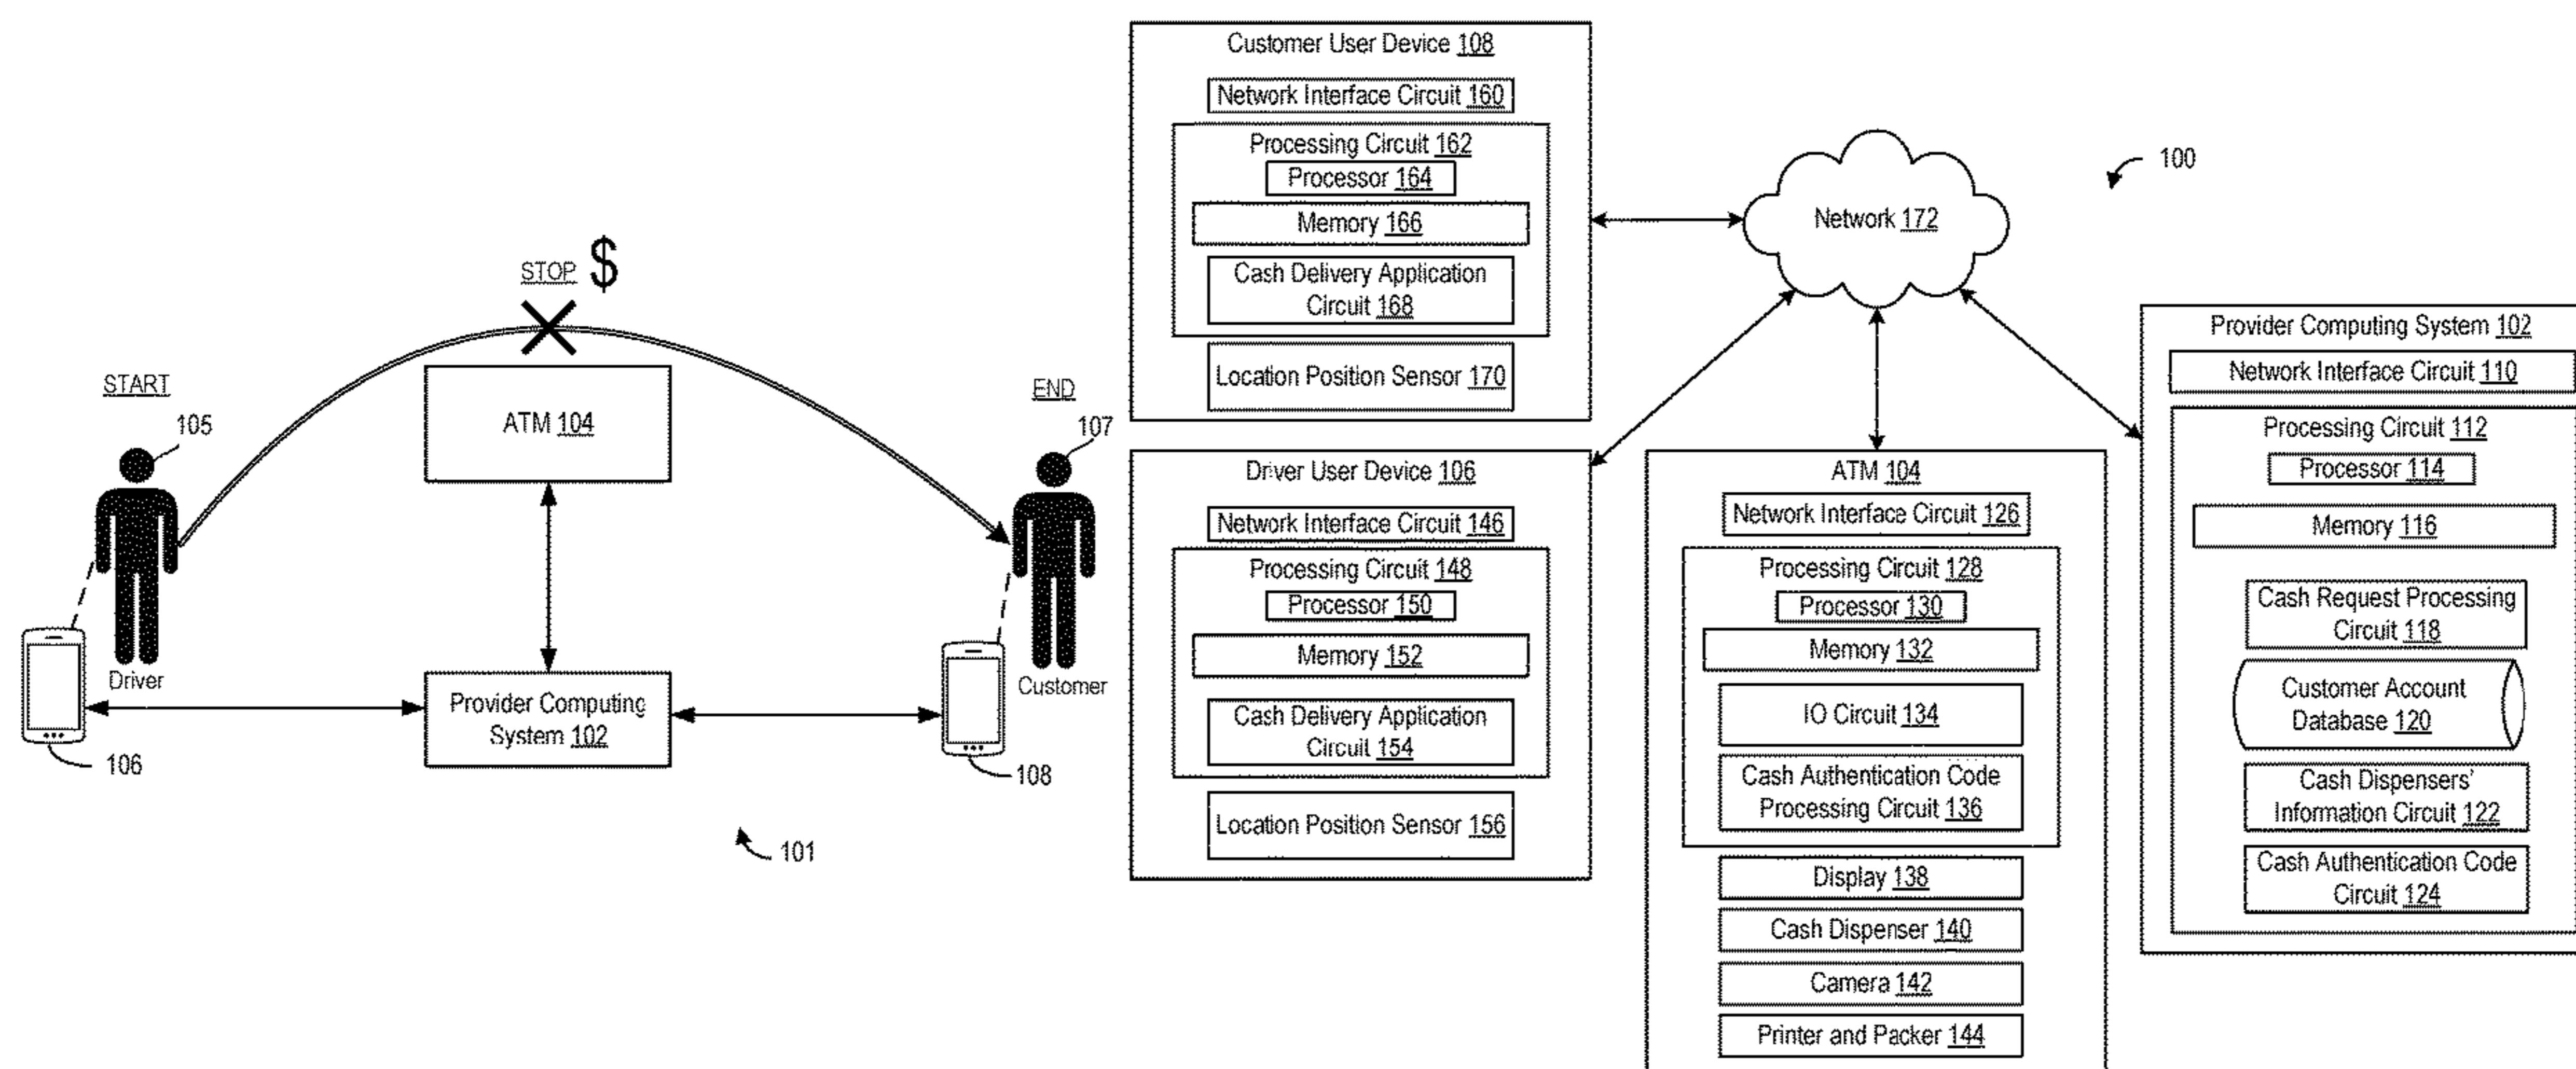 STOP $
START
105
ATM 104
END
107
Driver
Customer
Provider Computing
System 102
106
108
101
Customer User Device 108
Network Interface Circuit 160
Processing Circuit 162
Processor 164
Memory 166
Cash Delivery Application
Circuit 168
Location Position Sensor 170
Network 172
100
Driver User Device 106
Network Interface Circuit 146
Processing Circuit 148
Processor 150
Memory 152
Cash Delivery Application
Circuit 154
Location Position Sensor 156
ATM 104
Network Interface Circuit 126
Processing Circuit 128
Processor 130
Memory 132
IO Circuit 134
Cash Authentication Code
Processing Circuit 136
Display 138
Cash Dispenser 140
Camera 142
Printer and Packer 144
Provider Computing System 102
Network Interface Circuit 110
Processing Circuit 112
Processor 114
Memory 116
Cash Request Processing
Circuit 118
Customer Account
Database 120
Cash Dispensers'
Information Circuit 122
Cash Authentication Code
Circuit 124